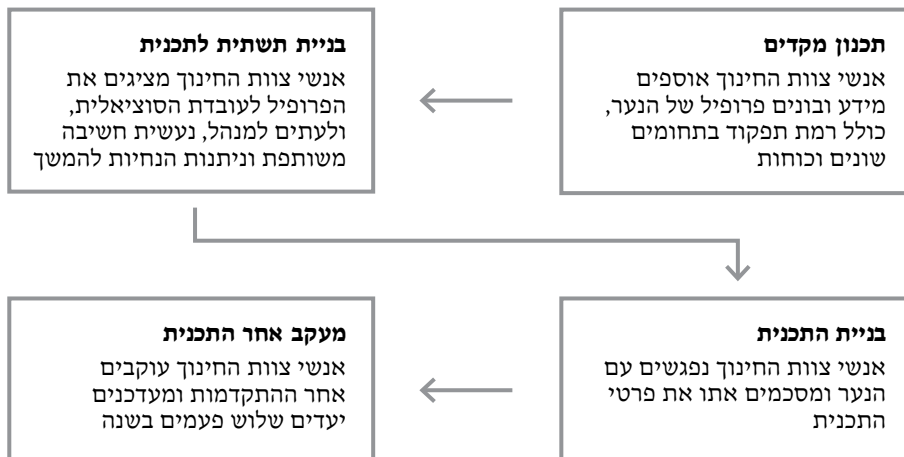 תכנון מקדים
אנשי צוות החינוך אוספים
מידע ובונים פרופיל של הנער,
כולל רמת תפקוד בתחומים
שונים וכוחות
בניית תשתית לתכנית
אנשי צוות החינוך מציגים את
הפרופיל לעובדת הסוציאלית,
ולעתים למנהל, נעשית חשיבה
משותפת וניתנות הנחיות להמשך
בניית התכנית
אנשי צוות החינוך נפגשים עם
הנער ומסכמים אתו את פרטי
התכנית
מעקב אחר התכנית
אנשי צוות החינוך עוקבים
אחר ההתקדמות ומעדכנים
יעדים שלוש פעמים בשנה